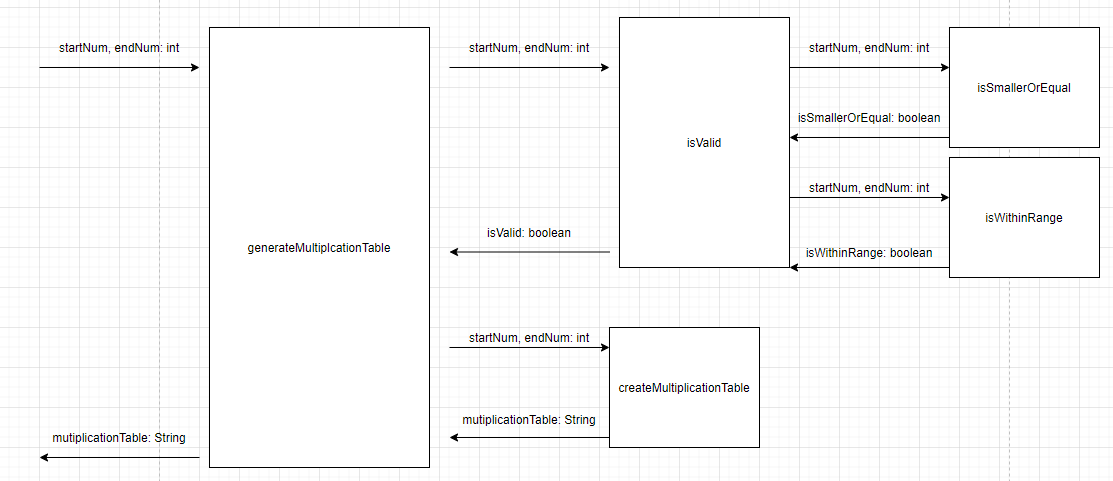 startNum, endNum: int
startNum, endNum: int
startNum, endNum: int
isSmallerOrEqual
isSmallerOrEqual: boolean
isValid
startNum, endNum: int
isWithinRange
isValid: boolean
generateMultiplcationTable
isWithinRange: boolean
startNum, endNum: int
createMultiplicationTable
mutiplicationTable: String
mutiplicationTable: String